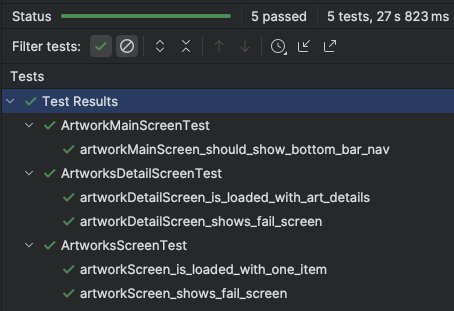 Status 5 passed 5 tests, 27 s 823 ms
Filter tests:
Tests
Test Results
ArtworkMainScreenTest
artworkMainScreen_should_show_bottom_bar_nav
ArtworksDetailScreenTest
artworkDetailScreen_is_loaded_with_art_details
artworkDetailScreen_shows_fail_screen
ArtworksScreenTest
artworkScreen_is_loaded_with_one_item
artworkScreen_shows_fail_screen